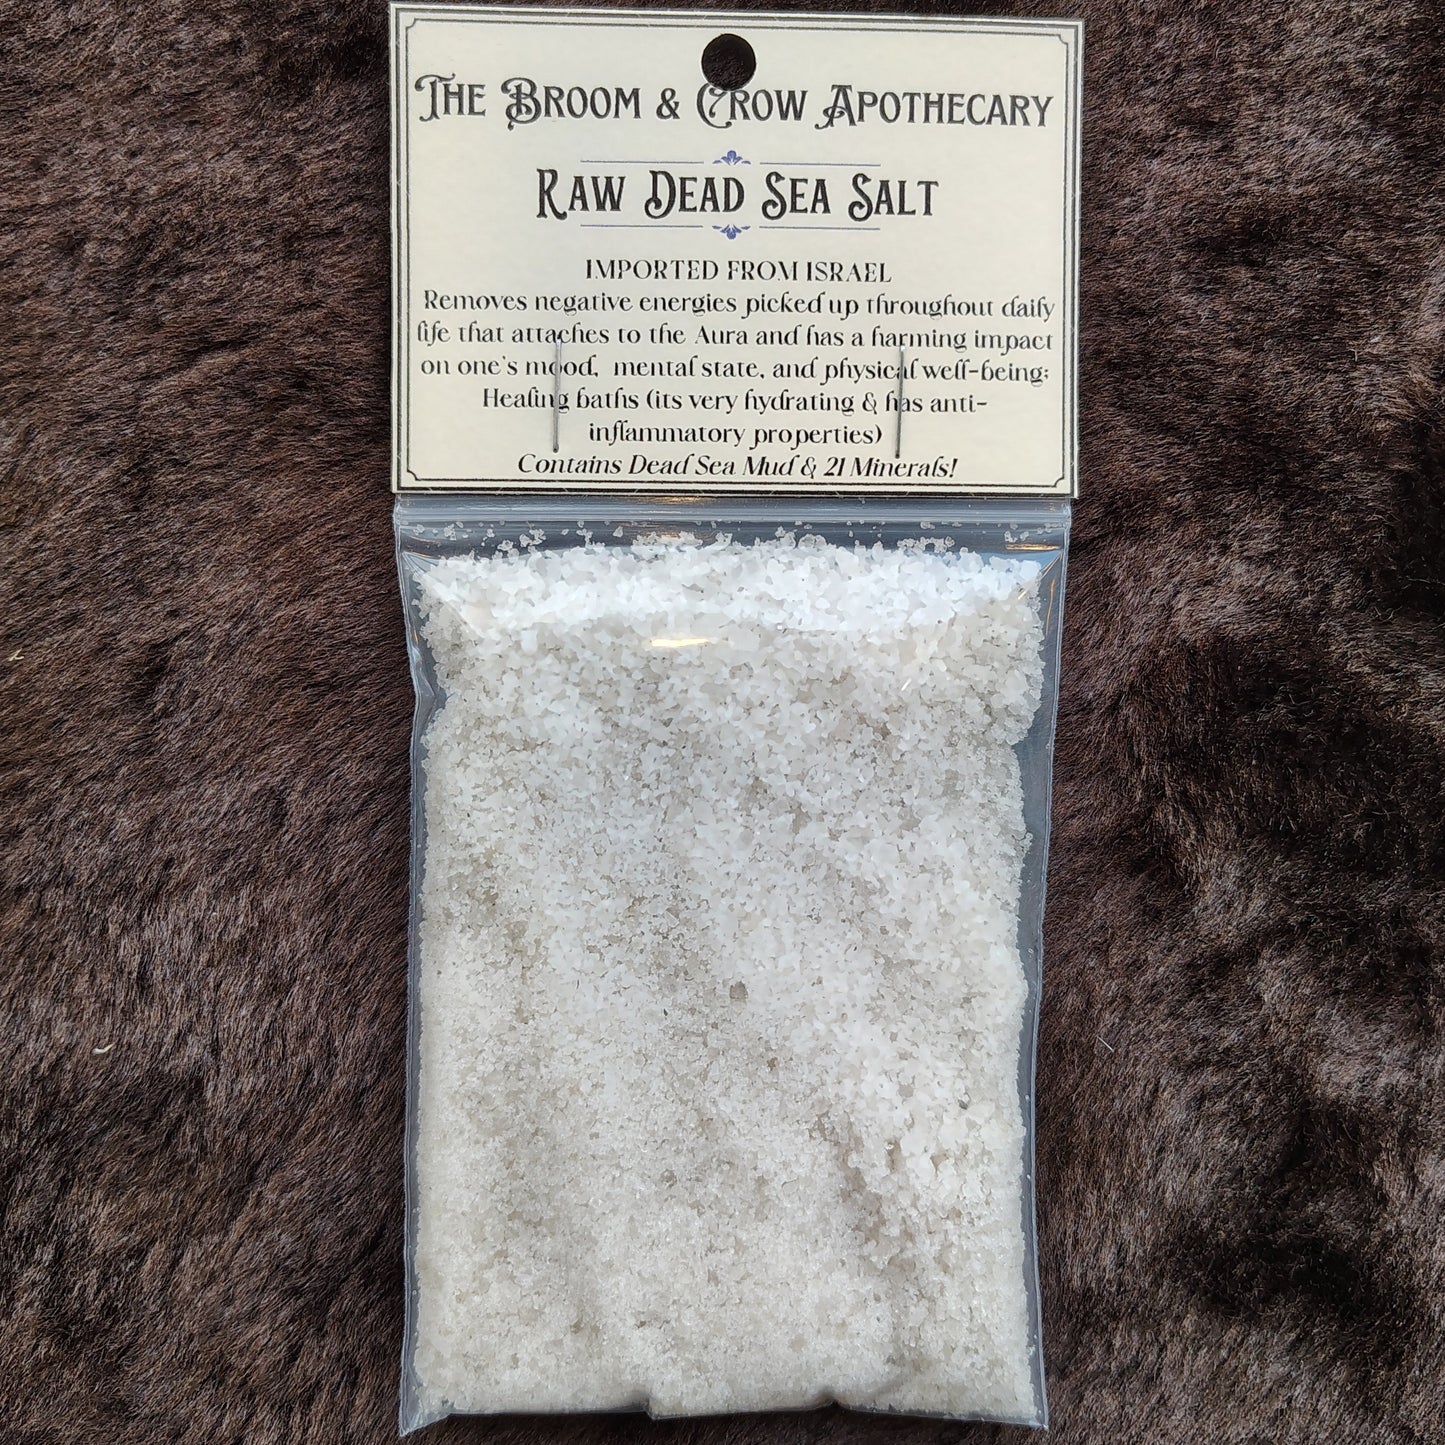 The Broom & Crow Apothecary
Raw Dead Sea Salt
IMPORTED FROM ISRAEL
Removes negative energies picked up throughout daily
life that attaches to the Aura and has a harming impact
on one's mood, mental state, and physical well-being;
Healing baths (its very hydrating & has anti-
inflammatory properties)
Contains Dead Sea Mud & 21 Minerals!